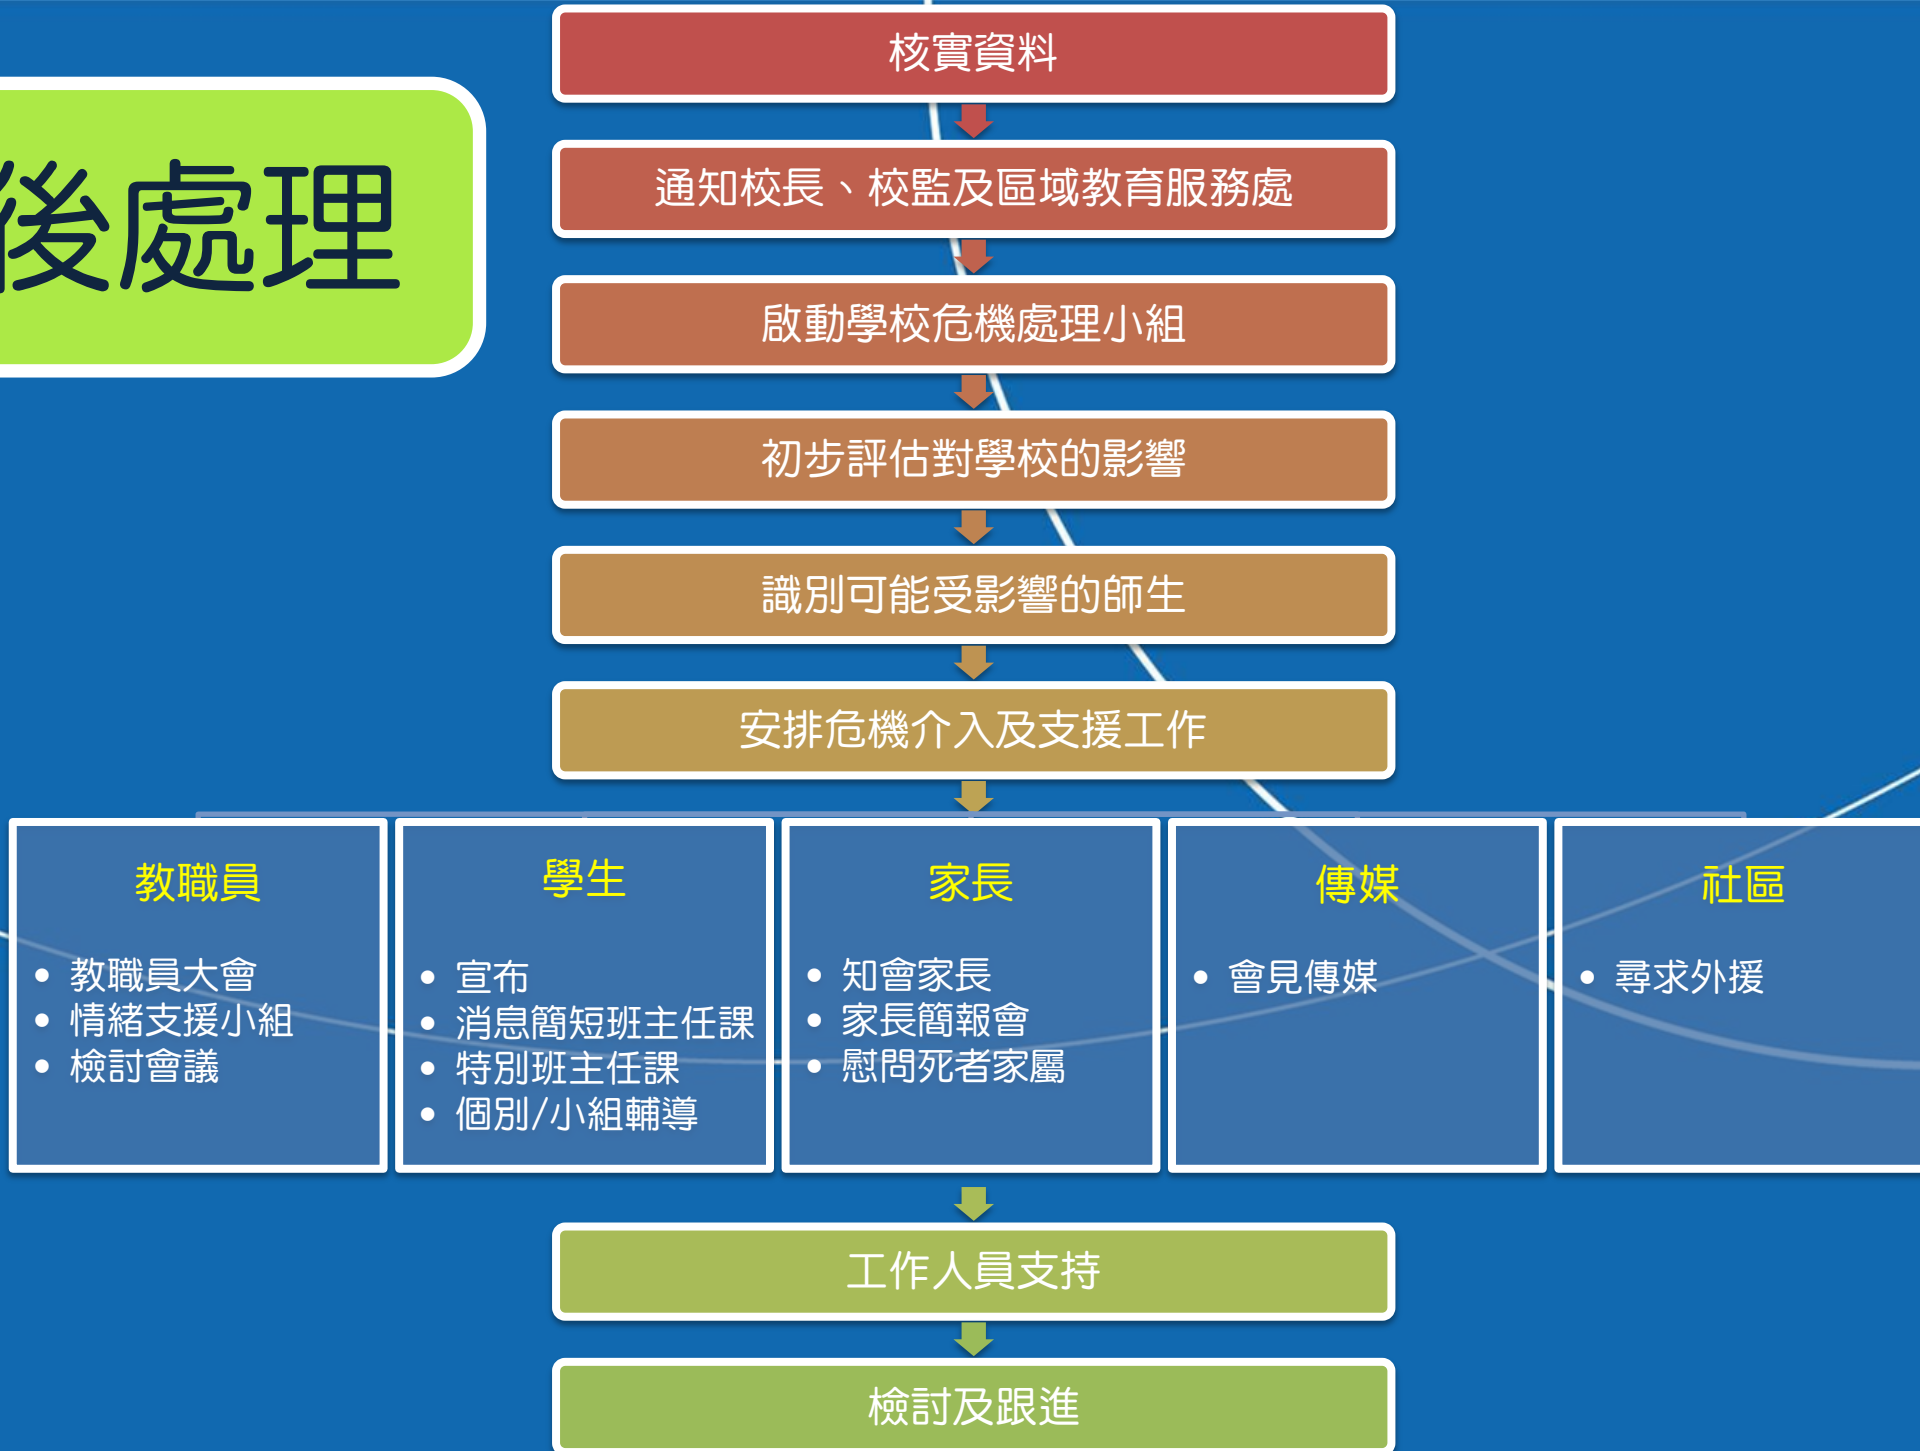 後處理
核實資料
通知校長、校監及區域教育服務處
啟動學校危機處理小組
初步評估對學校的影響
識別可能受影響的師生
安排危機介入及支援工作
教職員
• 教職員大會
• 情緒支援小組
• 檢討會議
學生
• 宣布
• 消息簡短班主任課
• 特別班主任課
• 個別/小組輔導
家長
• 知會家長
• 家長簡報會
• 慰問死者家屬
傳媒
• 會見傳媒
社區
• 尋求外援
工作人員支持
檢討及跟進